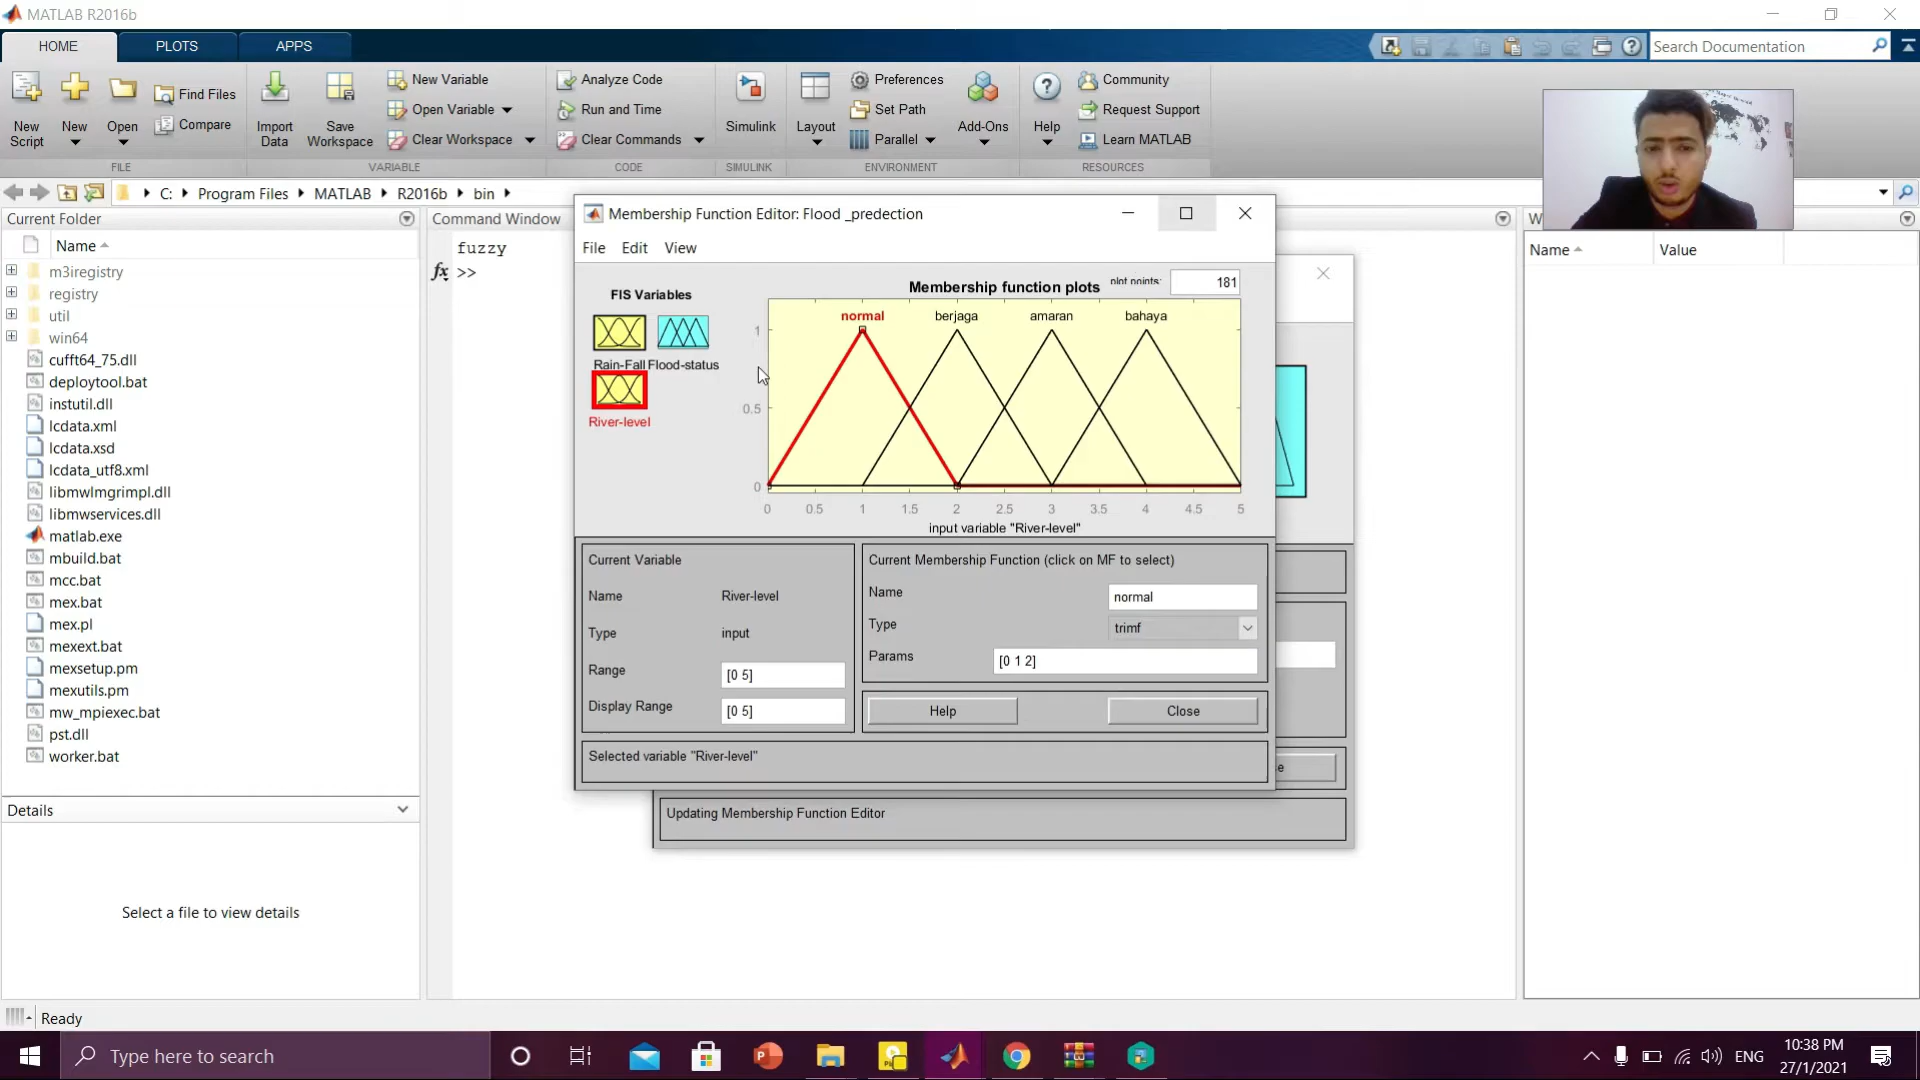 MATLAB R2016b
HOME
PLOTS
APPS
Search Documentation
New Script
New
Open
Find Files
Compare
Import Data
Save Workspace
New Variable
Open Variable
Clear Workspace
Analyze Code
Run and Time
Clear Commands
Simulink
Layout
Preferences
Set Path
Parallel
Add-Ons
Help
Community
Request Support
Learn MATLAB
FILE
VARIABLE
CODE
SIMULINK
ENVIRONMENT
RESOURCES
C:
Program Files
MATLAB
R2016b
bin
Current Folder
Name
m3iregistry
registry
util
win64
cufft64_75.dll
deploytool.bat
instutil.dll
lcdata.xml
lcdata.xsd
lcdata_utf8.xml
libmwlmgrimpl.dll
libmwservices.dll
matlab.exe
mbuild.bat
mcc.bat
mex.bat
mex.pl
mexext.bat
mexsetup.pm
mexutils.pm
mw_mpiexec.bat
pst.dll
worker.bat
Details
Select a file to view details
Command Window
fuzzy
fx >>
Membership Function Editor: Flood _predection
File Edit View
FIS Variables
Rain-Fall
Flood-status
River-level
Membership function plots
plot points:
181
normal
berjaga
amaran
bahaya
1
0.5
0
0 0.5 1 1.5 2 2.5 3 3.5 4 4.5 5
input variable "River-level"
Current Variable
Name River-level
Type input
Range [0 5]
Display Range [0 5]
Current Membership Function (click on MF to select)
Name normal
Type trimf
Params [0 1 2]
Help
Close
Selected variable "River-level"
e
Updating Membership Function Editor
W
Name
Value
Ready
Type here to search
ENG
10:38 PM
27/1/2021